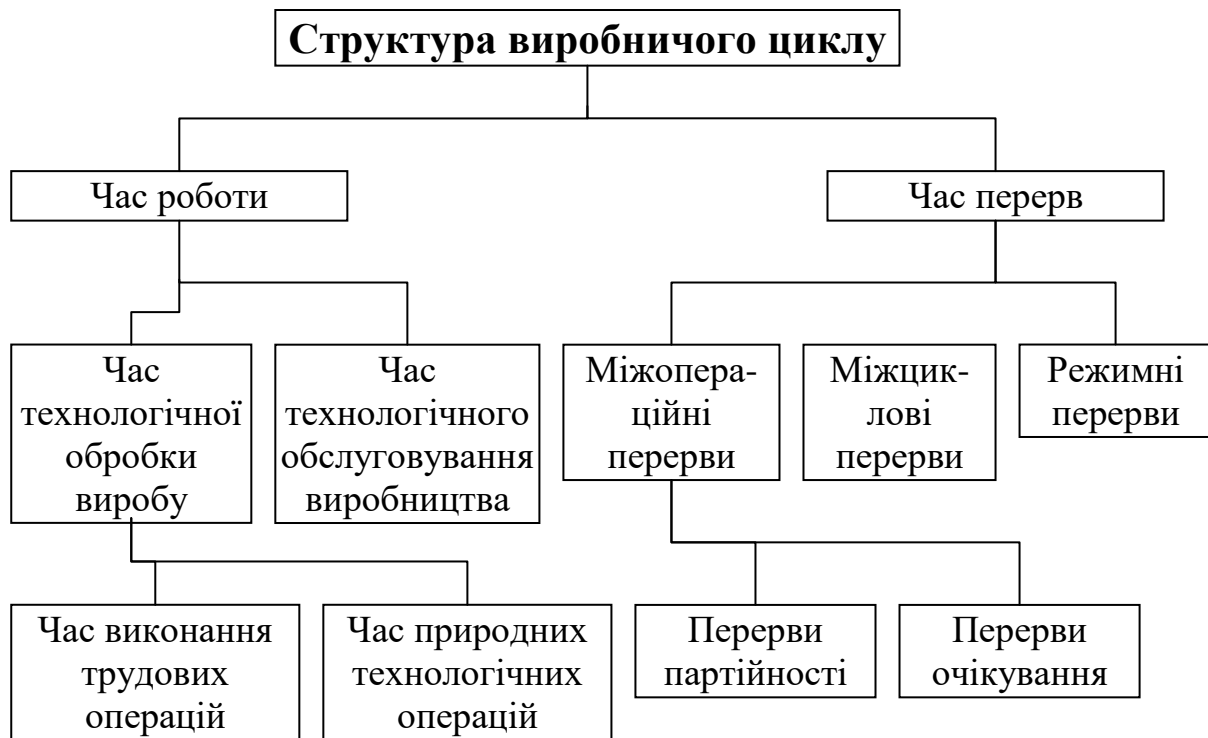 Структура виробничого циклу
Час роботи
Час перерв
Час
технологічної
обробки
виробу
Час
технологічного
обслуговування
виробництва
Міжопера-
ційні
перерви
Міжцик-
лові
перерви
Режимні
перерви
Час виконання
трудових
операцій
Час природних
технологічних
операцій
Перерви
партійності
Перерви
очікування